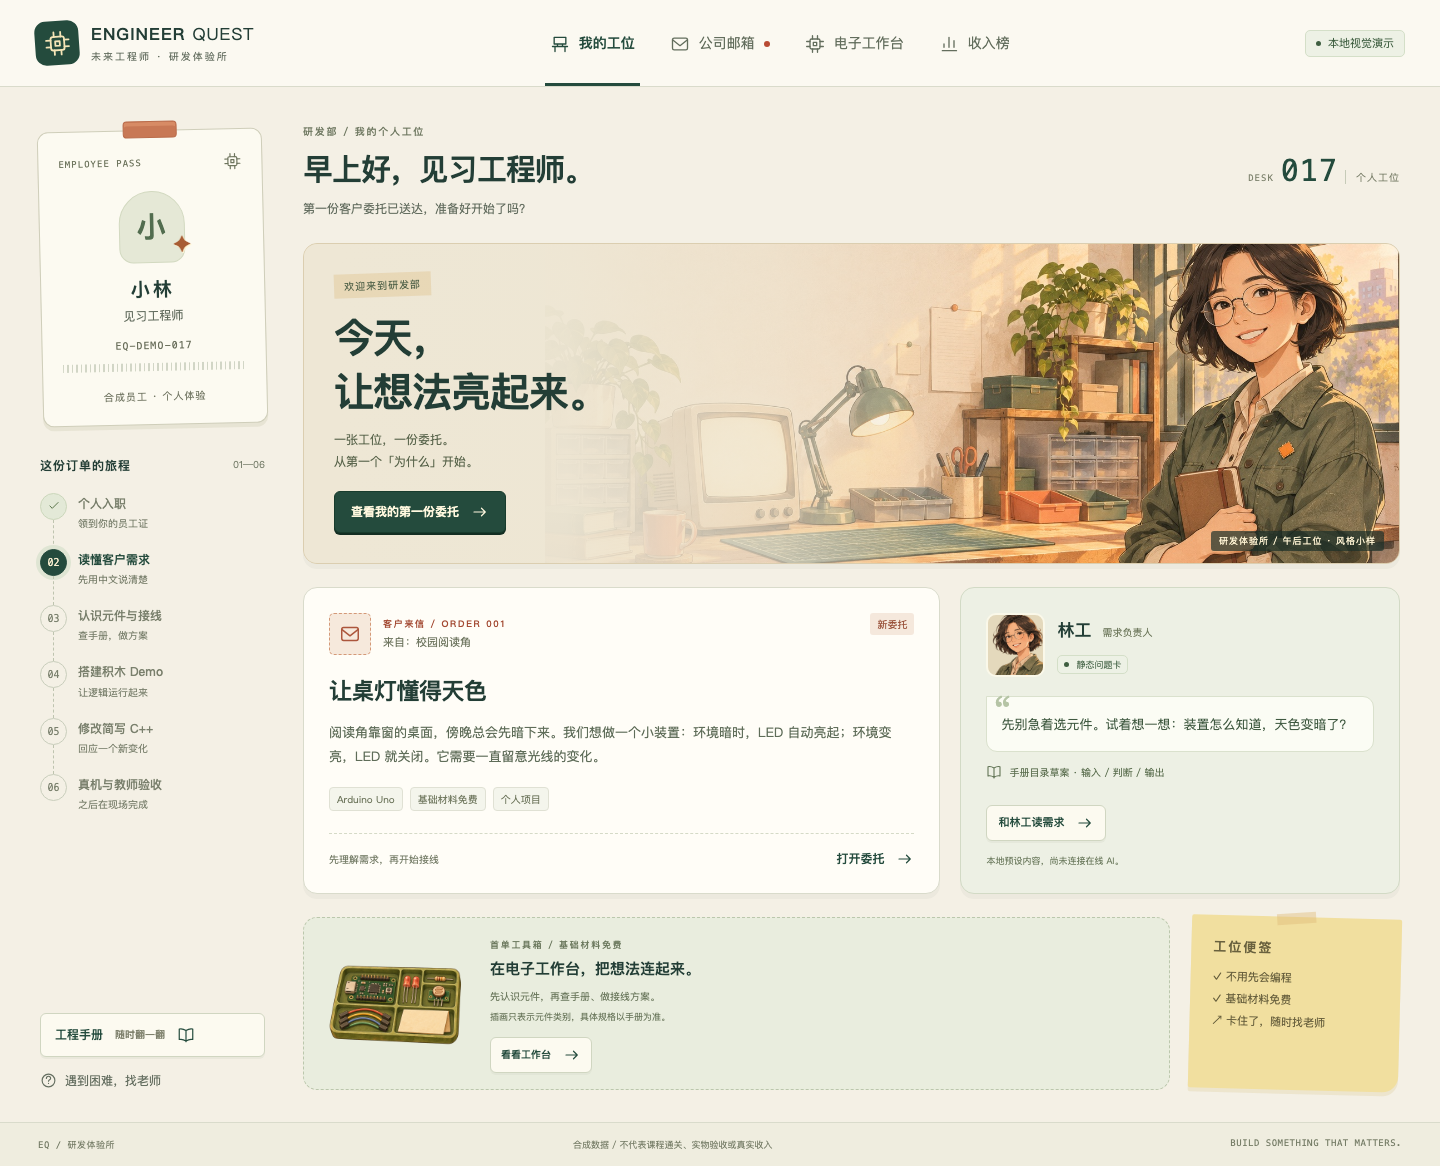 ENGINEER QUEST
未来工程师 · 研发体验所
我的工位
公司邮箱
电子工作台
收入榜
本地视觉演示
EMPLOYEE PASS
小
小林
见习工程师
EQ-DEMO-017
合成员工 · 个人体验
这份订单的旅程 01—06
个人入职
领到你的员工证
02 读懂客户需求
先用中文说清楚
03 认识元件与接线
查手册，做方案
04 搭建积木 Demo
让逻辑运行起来
05 修改简写 C++
回应一个新变化
06 真机与教师验收
之后在现场完成
工程手册 随时翻一翻
遇到困难，找老师
研发部 / 我的个人工位
早上好，见习工程师。
第一份客户委托已送达，准备好开始了吗？
DESK 017 个人工位
欢迎来到研发部
今天，
让想法亮起来。
一张工位，一份委托。
从第一个「为什么」开始。
查看我的第一份委托 →
研发体验所 / 午后工位 · 风格小样
客户来信 / ORDER 001
来自：校园阅读角
新委托
让桌灯懂得天色
阅读角靠窗的桌面，傍晚总会先暗下来。我们想做一个小装置：环境暗时，LED 自动亮起；环境变
亮，LED 就关闭。它需要一直留意光线的变化。
Arduino Uno
基础材料免费
个人项目
先理解需求，再开始接线
打开委托 →
林工 需求负责人
静态问题卡
“
先别急着选元件。试着想一想：装置怎么知道，天色变暗了？
手册目录草案 · 输入 / 判断 / 输出
和林工读需求 →
本地预设内容，尚未连接在线 AI。
首单工具箱 / 基础材料免费
在电子工作台，把想法连起来。
先认识元件，再查手册、做接线方案。
插画只表示元件类别，具体规格以手册为准。
看看工作台 →
工位便签
✓ 不用先会编程
✓ 基础材料免费
↗ 卡住了，随时找老师
EQ / 研发体验所
合成数据 / 不代表课程通关、实物验收或真实收入
BUILD SOMETHING THAT MATTERS.